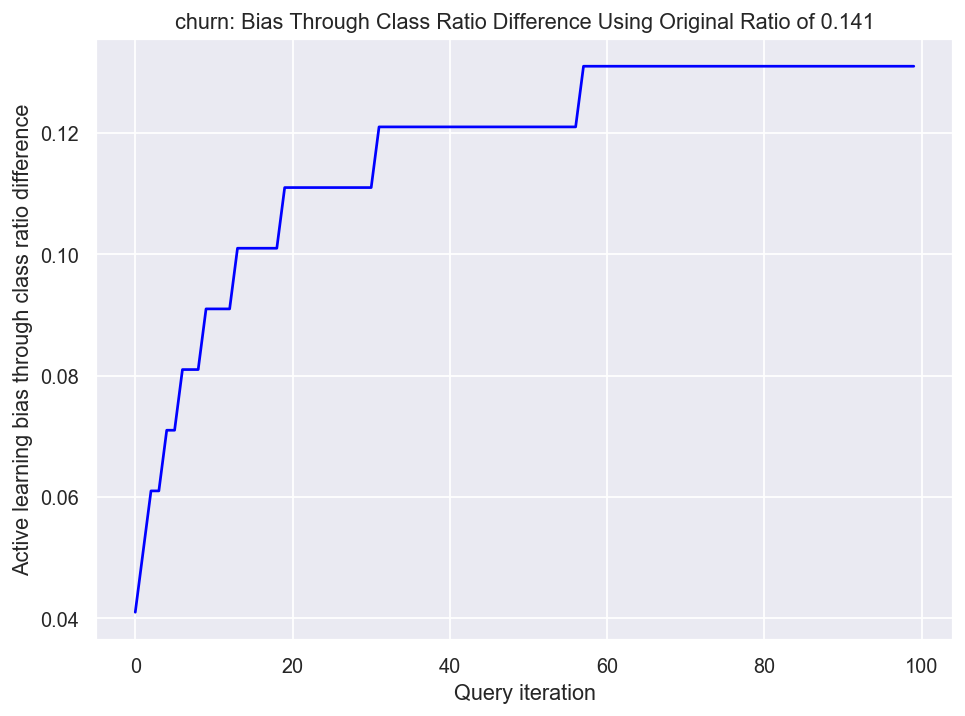 churn: Bias Through Class Ratio Difference Using Original Ratio of 0.141
Active learning bias through class ratio difference
0.12
0.10
0.08
0.06
0.04
0 20 40 60 80 100
Query iteration